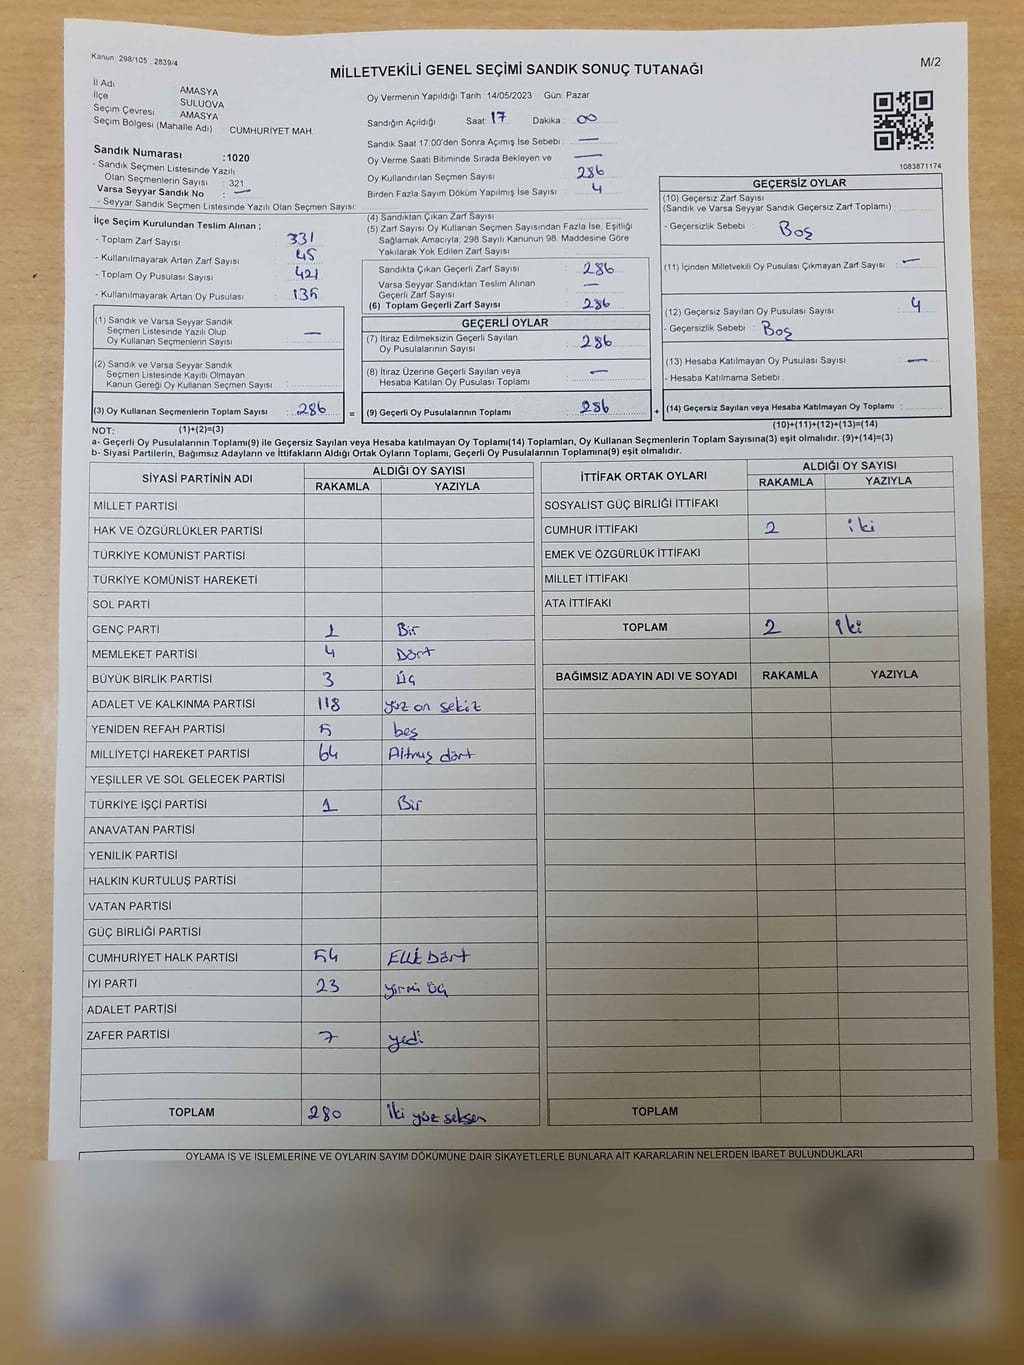 Kanun: 298/105 , 2839/4
MİLLETVEKİLİ GENEL SEÇİMİ SANDIK SONUÇ TUTANAĞI
M/2
İl Adı AMASYA
İlçe SULUOVA
Seçim Çevresi AMASYA
Seçim Bölgesi (Mahalle Adı) : CUMHURİYET MAH.
Sandık Numarası :1020
- Sandık Seçmen Listesinde Yazılı
Olan Seçmenlerin Sayısı : 321
Varsa Seyyar Sandık No : —
- Seyyar Sandık Seçmen Listesinde Yazılı Olan Seçmen Sayısı:
Oy Vermenin Yapıldığı Tarih :14/05/2023 Gün: Pazar
Sandığın Açıldığı Saat: 17 Dakika : 00
Sandık Saat 17:00'den Sonra Açımış İse Sebebi : —
Oy Verme Saati Bitiminde Sırada Bekleyen ve —
Oy Kullandırılan Seçmen Sayısı : 286
Birden Fazla Sayım Döküm Yapılmış İse Sayısı : 4
1083871174
İlçe Seçim Kurulundan Teslim Alınan ;
- Toplam Zarf Sayısı : 331
- Kullanılmayarak Artan Zarf Sayısı : 45
- Toplam Oy Pusulası Sayısı : 421
- Kullanılmayarak Artan Oy Pusulası : 135
(1) Sandık ve Varsa Seyyar Sandık
Seçmen Listesinde Yazılı Olup
Oy Kullanan Seçmenlerin Sayısı : —
(2) Sandık ve Varsa Seyyar Sandık
Seçmen Listesinde Kayıtlı Olmayan
Kanun Gereği Oy Kullanan Seçmen Sayısı :
(3) Oy Kullanan Seçmenlerin Toplam Sayısı : 286 =
(1)+(2)=(3)
(4) Sandıktan Çıkan Zarf Sayısı :
(5) Zarf Sayısı Oy Kullanan Seçmen Sayısından Fazla İse, Eşitliği
Sağlamak Amacıyla, 298 Sayılı Kanunun 98. Maddesine Göre
Yakılarak Yok Edilen Zarf Sayısı :
Sandıkta Çıkan Geçerli Zarf Sayısı : 286
Varsa Seyyar Sandıktan Teslim Alınan
Geçerli Zarf Sayısı : —
(6) Toplam Geçerli Zarf Sayısı : 286
GEÇERLİ OYLAR
(7) İtiraz Edilmeksizin Geçerli Sayılan
Oy Pusulalarının Sayısı : 286
(8) İtiraz Üzerine Geçerli Sayılan veya
Hesaba Katılan Oy Pusulası Toplamı : —
(9) Geçerli Oy Pusulalarının Toplamı : 286 +
GEÇERSİZ OYLAR
(10) Geçersiz Zarf Sayısı
(Sandık ve Varsa Seyyar Sandık Geçersiz Zarf Toplamı) :
- Geçersizlik Sebebi : Boş
(11) İçinden Milletvekili Oy Pusulası Çıkmayan Zarf Sayısı : —
(12) Geçersiz Sayılan Oy Pusulası Sayısı : 4
- Geçersizlik Sebebi : Boş
(13) Hesaba Katılmayan Oy Pusulası Sayısı : —
- Hesaba Katılmama Sebebi :
(14) Geçersiz Sayılan veya Hesaba Katılmayan Oy Toplamı :
(10)+(11)+(12)+(13)=(14)
NOT:
a- Geçerli Oy Pusulalarının Toplamı(9) ile Geçersiz Sayılan veya Hesaba katılmayan Oy Toplamı(14) Toplamları, Oy Kullanan Seçmenlerin Toplam Sayısına(3) eşit olmalıdır. (9)+(14)=(3)
b- Siyasi Partilerin, Bağımsız Adayların ve İttifakların Aldığı Ortak Oyların Toplamı, Geçerli Oy Pusulalarının Toplamına(9) eşit olmalıdır.
SİYASİ PARTİNİN ADI ALDIĞI OY SAYISI
RAKAMLA YAZIYLA
MİLLET PARTİSİ
HAK VE ÖZGÜRLÜKLER PARTİSİ
TÜRKİYE KOMÜNİST PARTİSİ
TÜRKİYE KOMÜNİST HAREKETİ
SOL PARTİ
GENÇ PARTİ 1 Bir
MEMLEKET PARTİSİ 4 Dört
BÜYÜK BİRLİK PARTİSİ 3 Üç
ADALET VE KALKINMA PARTİSİ 118 yüz on sekiz
YENİDEN REFAH PARTİSİ 5 beş
MİLLİYETÇİ HAREKET PARTİSİ 64 Altmış dört
YEŞİLLER VE SOL GELECEK PARTİSİ
TÜRKİYE İŞÇİ PARTİSİ 1 Bir
ANAVATAN PARTİSİ
YENİLİK PARTİSİ
HALKIN KURTULUŞ PARTİSİ
VATAN PARTİSİ
GÜÇ BİRLİĞİ PARTİSİ
CUMHURİYET HALK PARTİSİ 54 Elli Dört
İYİ PARTİ 23 yirmi üç
ADALET PARTİSİ
ZAFER PARTİSİ 7 yedi
TOPLAM 280 İki yüz seksen
İTTİFAK ORTAK OYLARI ALDIĞI OY SAYISI
RAKAMLA YAZIYLA
SOSYALİST GÜÇ BİRLİĞİ İTTİFAKI
CUMHUR İTTİFAKI 2 iki
EMEK VE ÖZGÜRLÜK İTTİFAKI
MİLLET İTTİFAKI
ATA İTTİFAKI
TOPLAM 2 iki
BAĞIMSIZ ADAYIN ADI VE SOYADI RAKAMLA YAZIYLA
TOPLAM
OYLAMA İŞ VE İŞLEMLERİNE VE OYLARIN SAYIM DÖKÜMÜNE DAİR ŞİKAYETLERLE BUNLARA AİT KARARLARIN NELERDEN İBARET BULUNDUKLARI